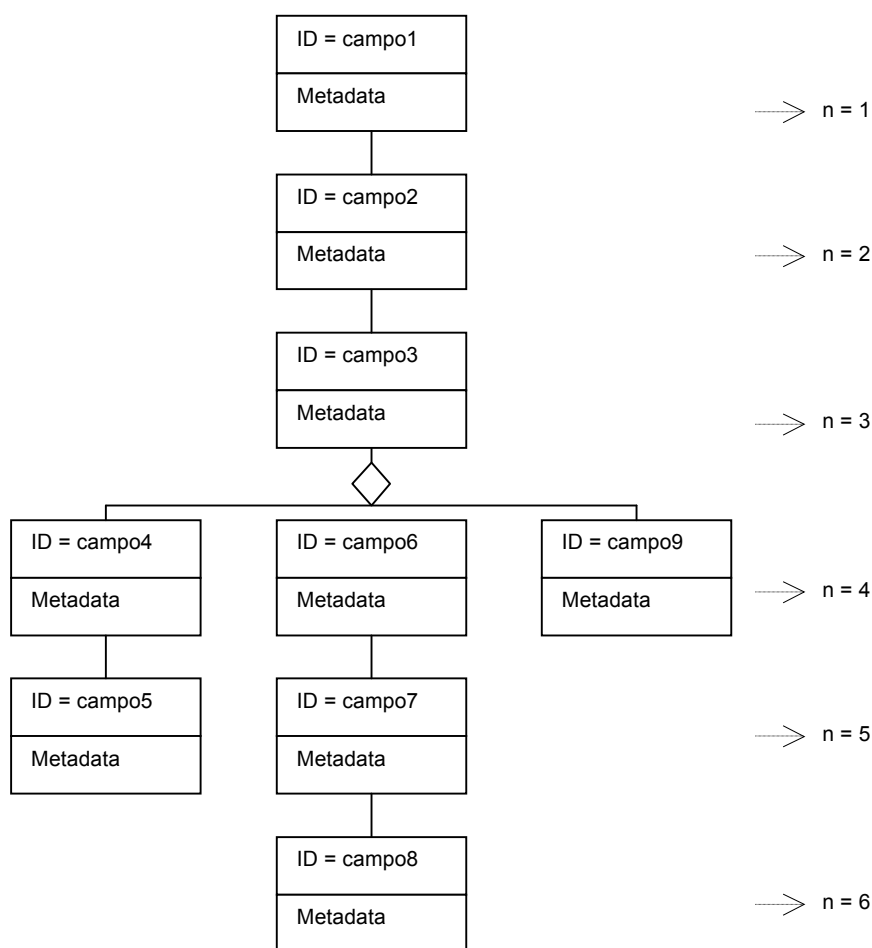 ID = campo1
Metadata
n = 1
ID = campo2
Metadata
n = 2
ID = campo3
Metadata
n = 3
ID = campo4
ID = campo6
ID = campo9
Metadata
Metadata
Metadata
n = 4
ID = campo5
ID = campo7
Metadata
Metadata
n = 5
ID = campo8
Metadata
n = 6